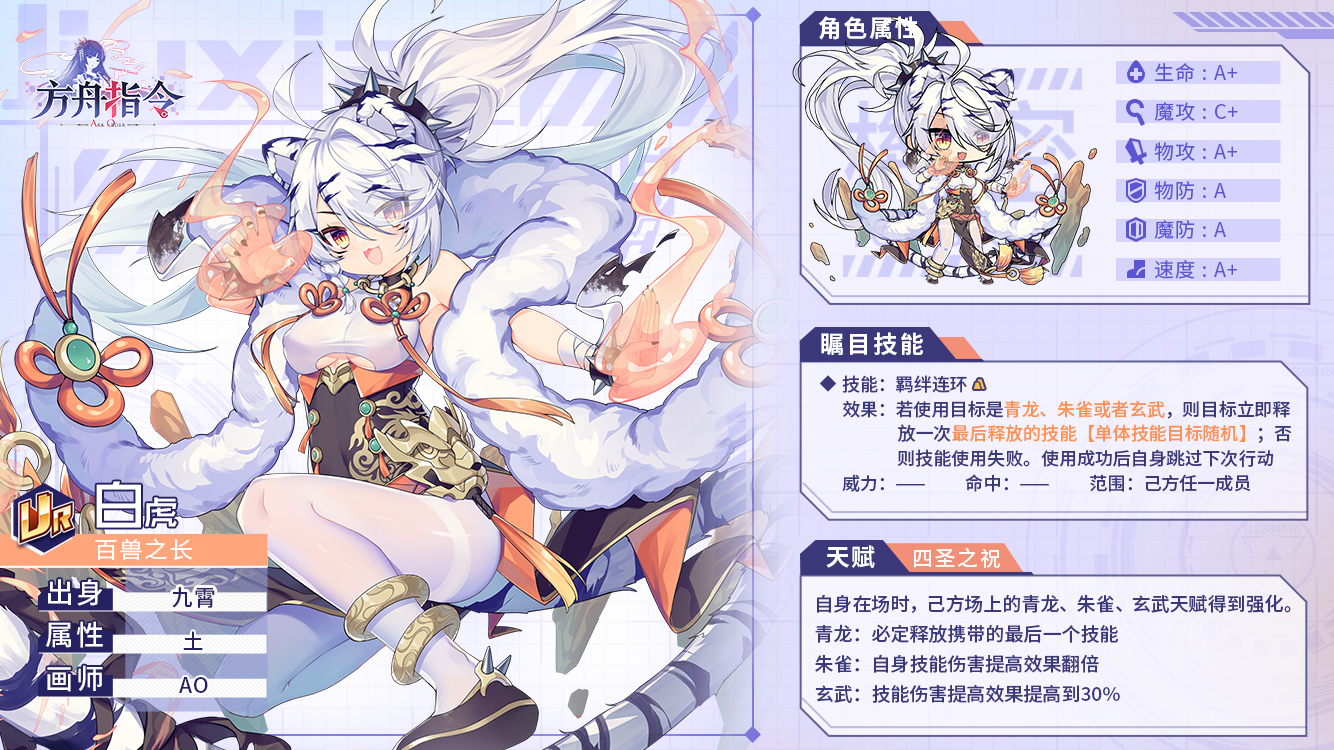 Jiuxiao
方舟指令
ARK ORDER
UR
白虎
百兽之长
出身
九霄
属性
土
画师
AO
角色属性
生命：A+
魔攻：C+
物攻：A+
物防：A
魔防：A
速度：A+
瞩目技能
技能：羁绊连环
效果：若使用目标是青龙、朱雀或者玄武，则目标立即释
放一次最后释放的技能【单体技能目标随机】；否
则技能使用失败。使用成功后自身跳过下次行动
威力：—— 命中：—— 范围：己方任一成员
天赋 四圣之祝
自身在场时，己方场上的青龙、朱雀、玄武天赋得到强化。
青龙：必定释放携带的最后一个技能
朱雀：自身技能伤害提高效果翻倍
玄武：技能伤害提高效果提高到30%